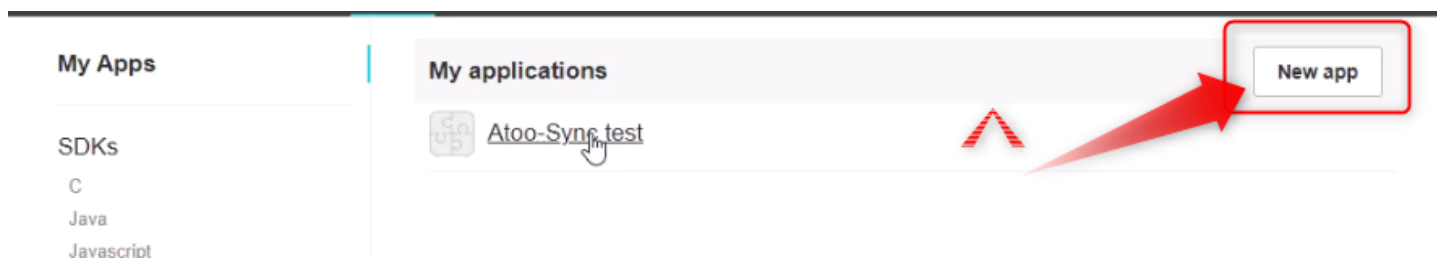 My Apps
My applications
New app
Atoo-Sync test
SDKs
C
Java
Javascript